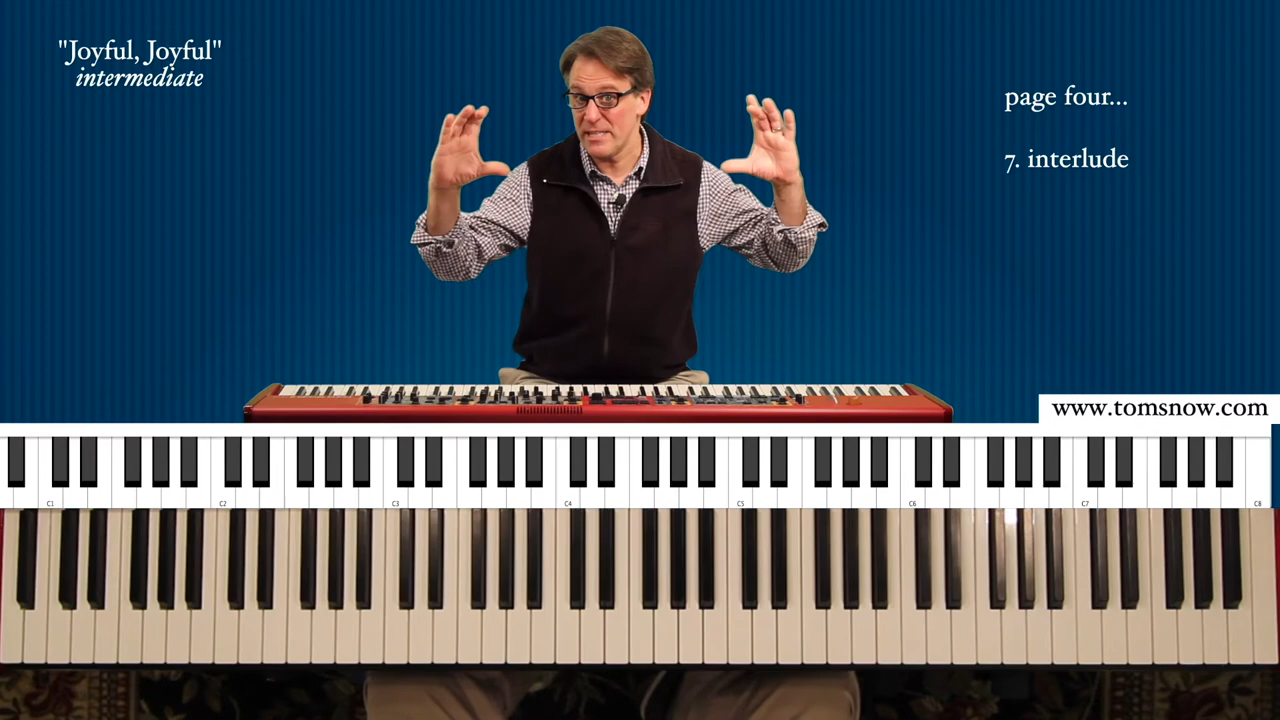 "Joyful, Joyful"
intermediate
page four...
7. interlude
www.tomsnow.com
C1 C2 C3 C4 C5 C6 C7 C8